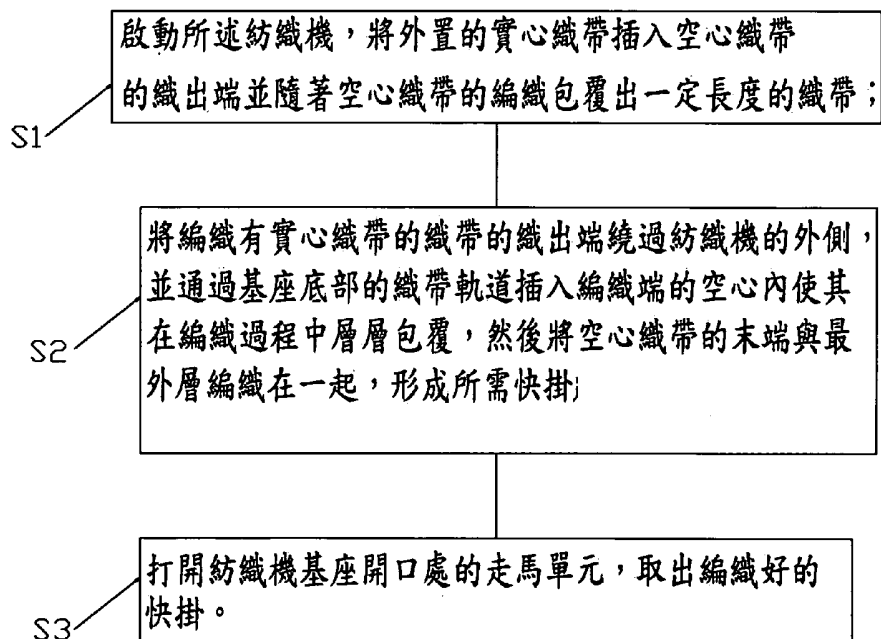 啟動所述紡織機，將外置的實心織帶插入空心織帶
的織出端並隨著空心織帶的編織包覆出一定長度的織帶；
S1
將編織有實心織帶的織帶的織出端繞過紡織機的外側，
並通過基座底部的織帶軌道插入編織端的空心內使其
在編織過程中層層包覆，然後將空心織帶的末端與最
外層編織在一起，形成所需快掛；
S2
打開紡織機基座開口處的走馬單元，取出編織好的
快掛。
S3